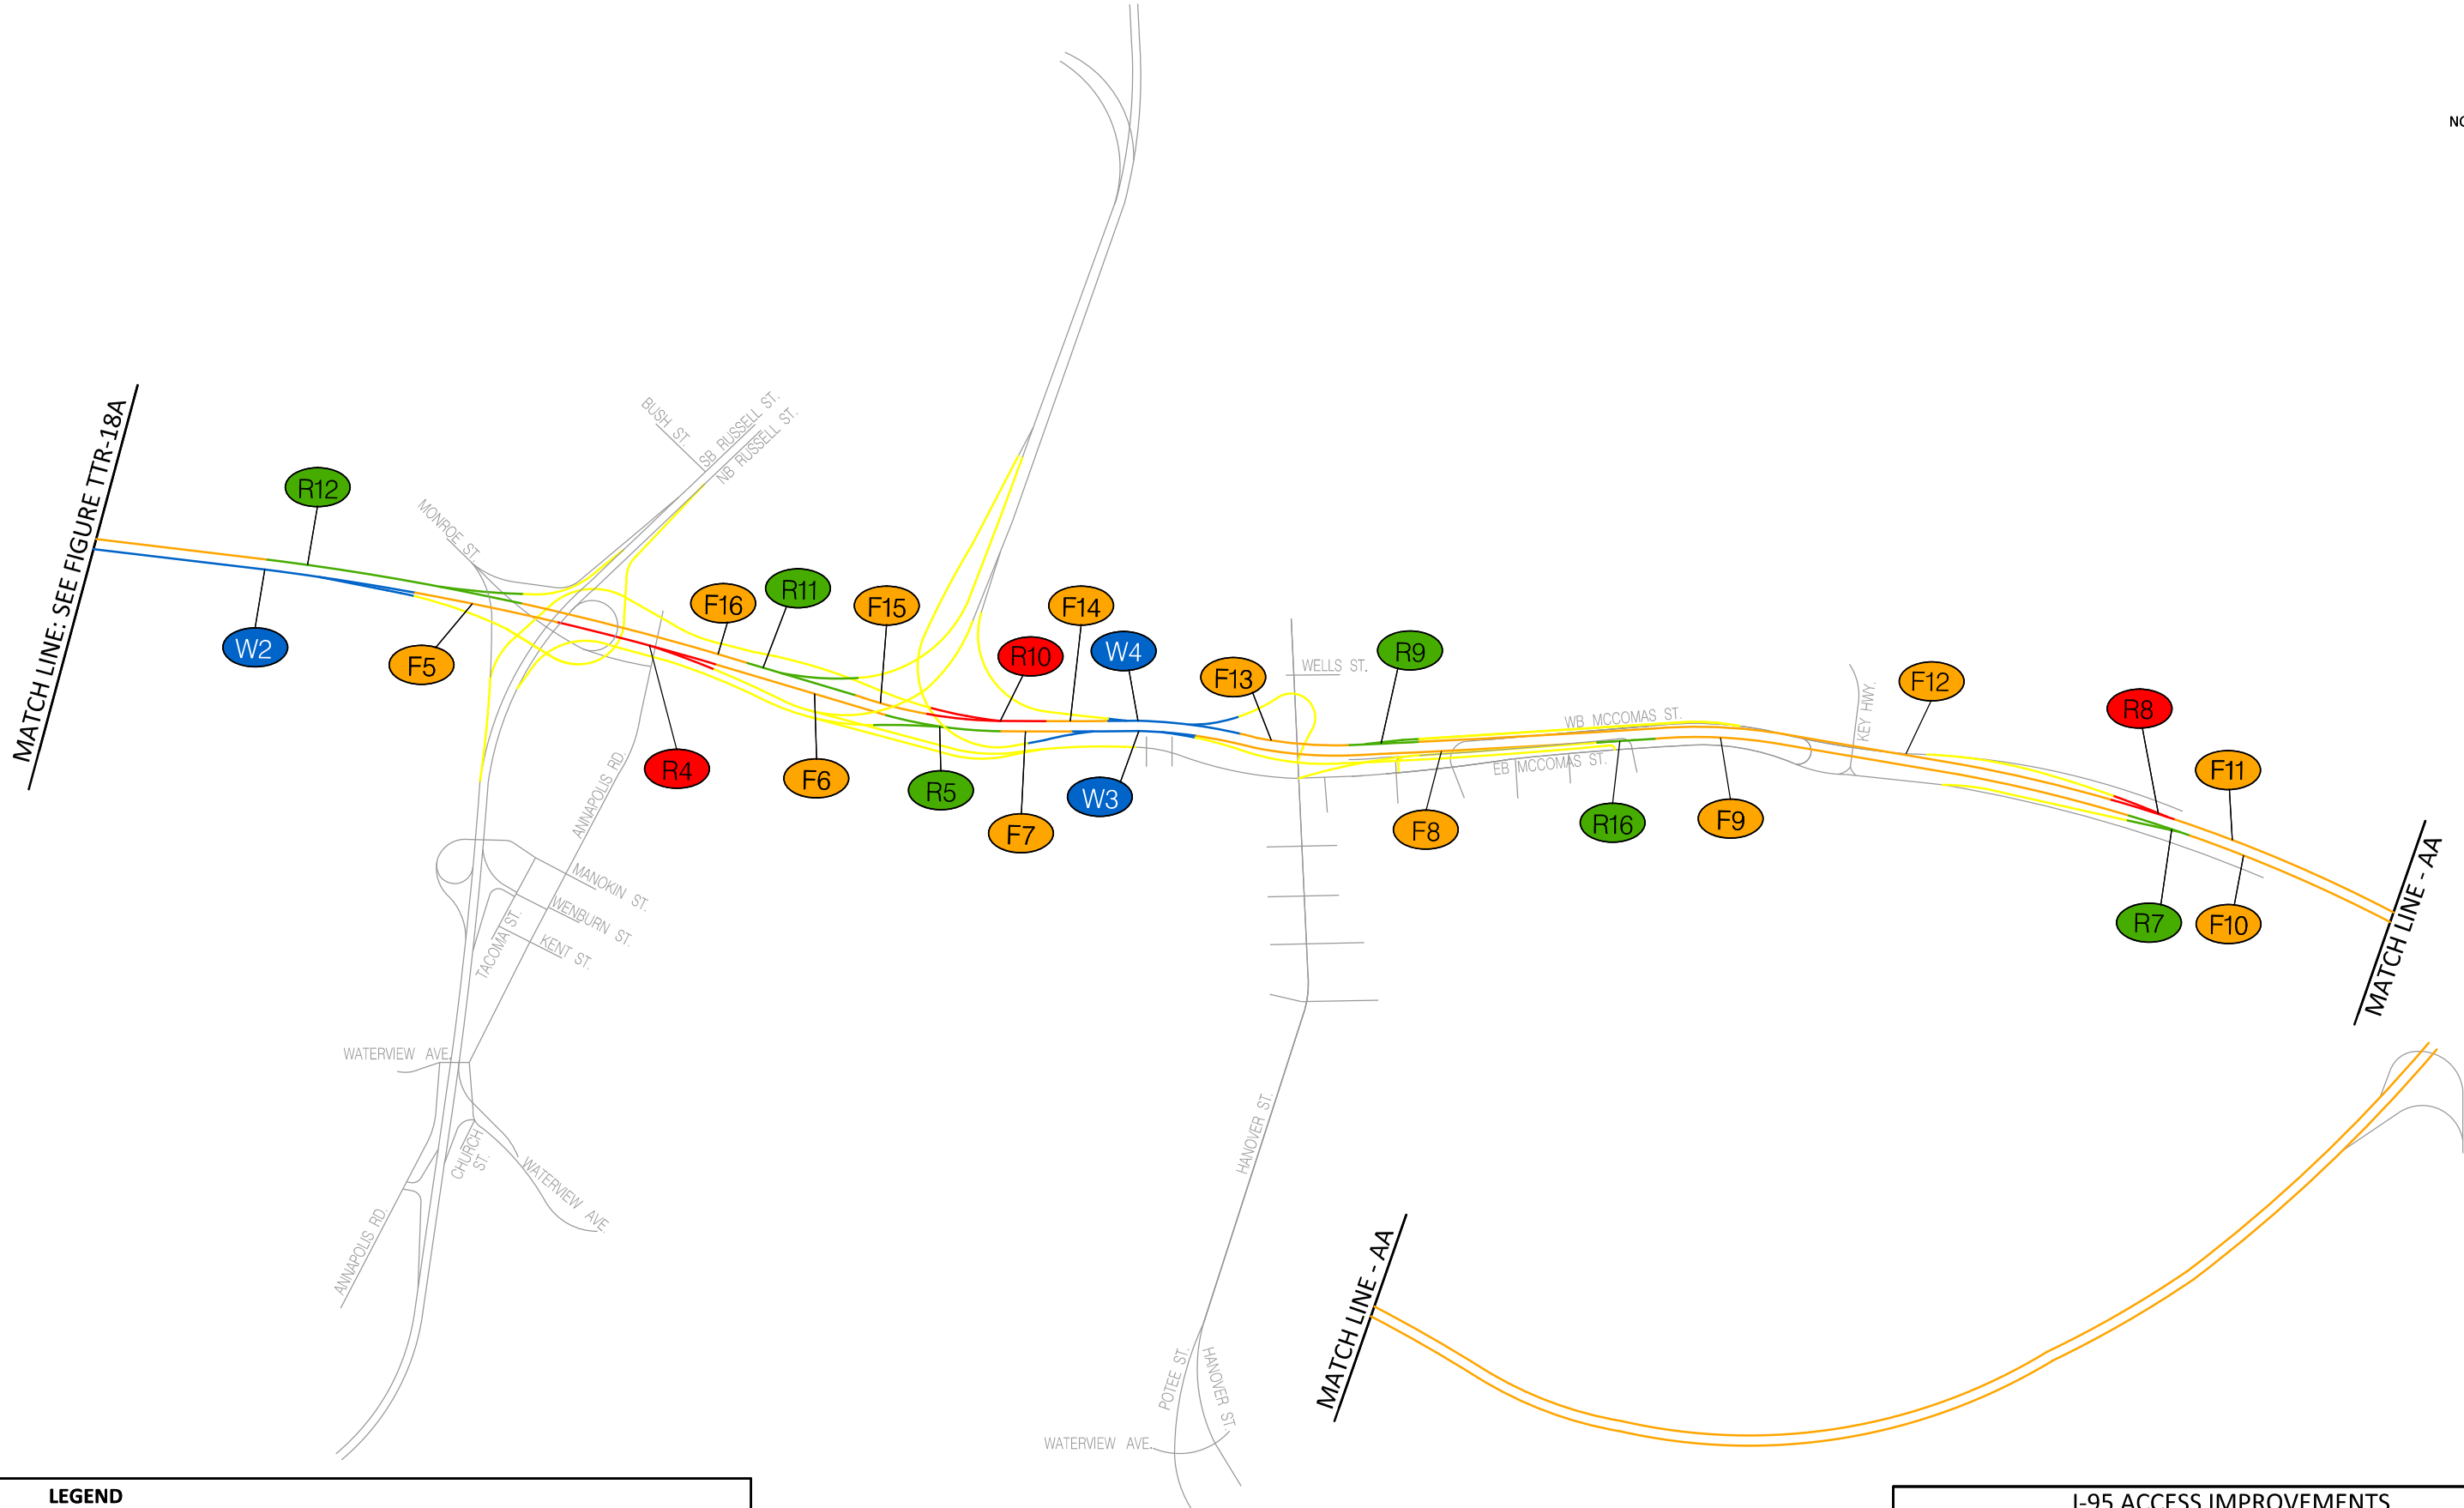 NO
MATCH LINE: SEE FIGURE TTR-18A
BUSH ST.
SB RUSSELL ST.
NB RUSSELL ST.
MONROE ST.
R12
W2
F5
F16
R11
F15
F14
R10
W4
F13
R9
WELLS ST.
WB MCCOMAS ST.
EB MCCOMAS ST.
KEY HWY.
F12
R8
F11
R4
F6
R5
F7
W3
F8
R16
F9
R7
F10
MATCH LINE - AA
ANNAPOLIS RD.
MANOKIN ST.
WENBURN ST.
KENT ST.
TACOMA ST.
WATERVIEW AVE.
CHURCH
ST.
WATERVIEW AVE.
ANNAPOLIS RD.
HANOVER ST.
POTEE ST.
HANOVER ST.
WATERVIEW AVE.
MATCH LINE - AA
LEGEND
I-95 ACCESS IMPROVEMENTS